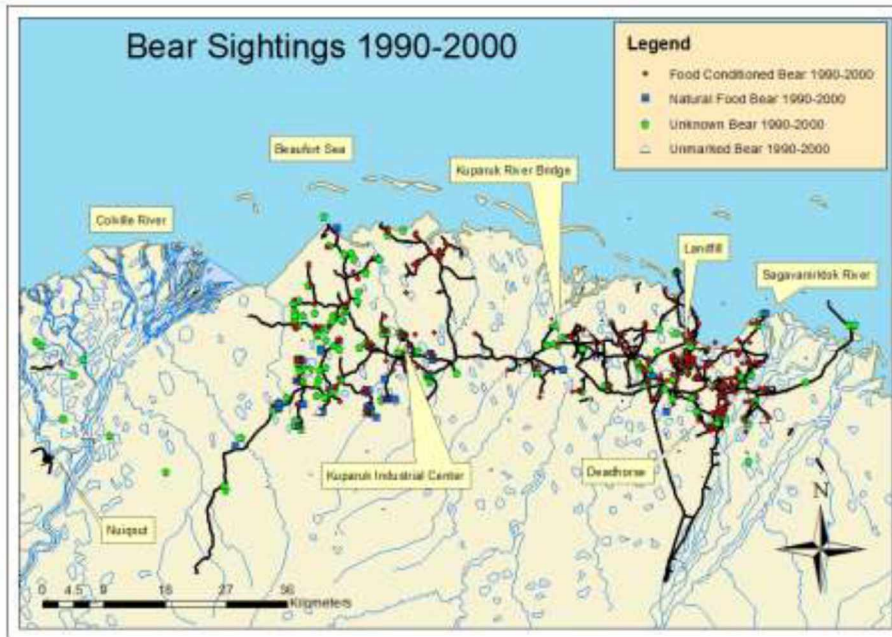 Bear Sightings 1990-2000
Legend
Food Conditioned Bear 1990-2000
Natural Food Bear 1990-2000
Unknown Bear 1990-2000
Unmarked Bear 1990-2000
Beaufort Sea
Kuparuk River Bridge
Colville River
Landfill
Sagavanirktok River
Kuparuk Industrial Center
Deadhorse
Nuiqsut
N
0 4.5 9 18 27 36
Kilometers